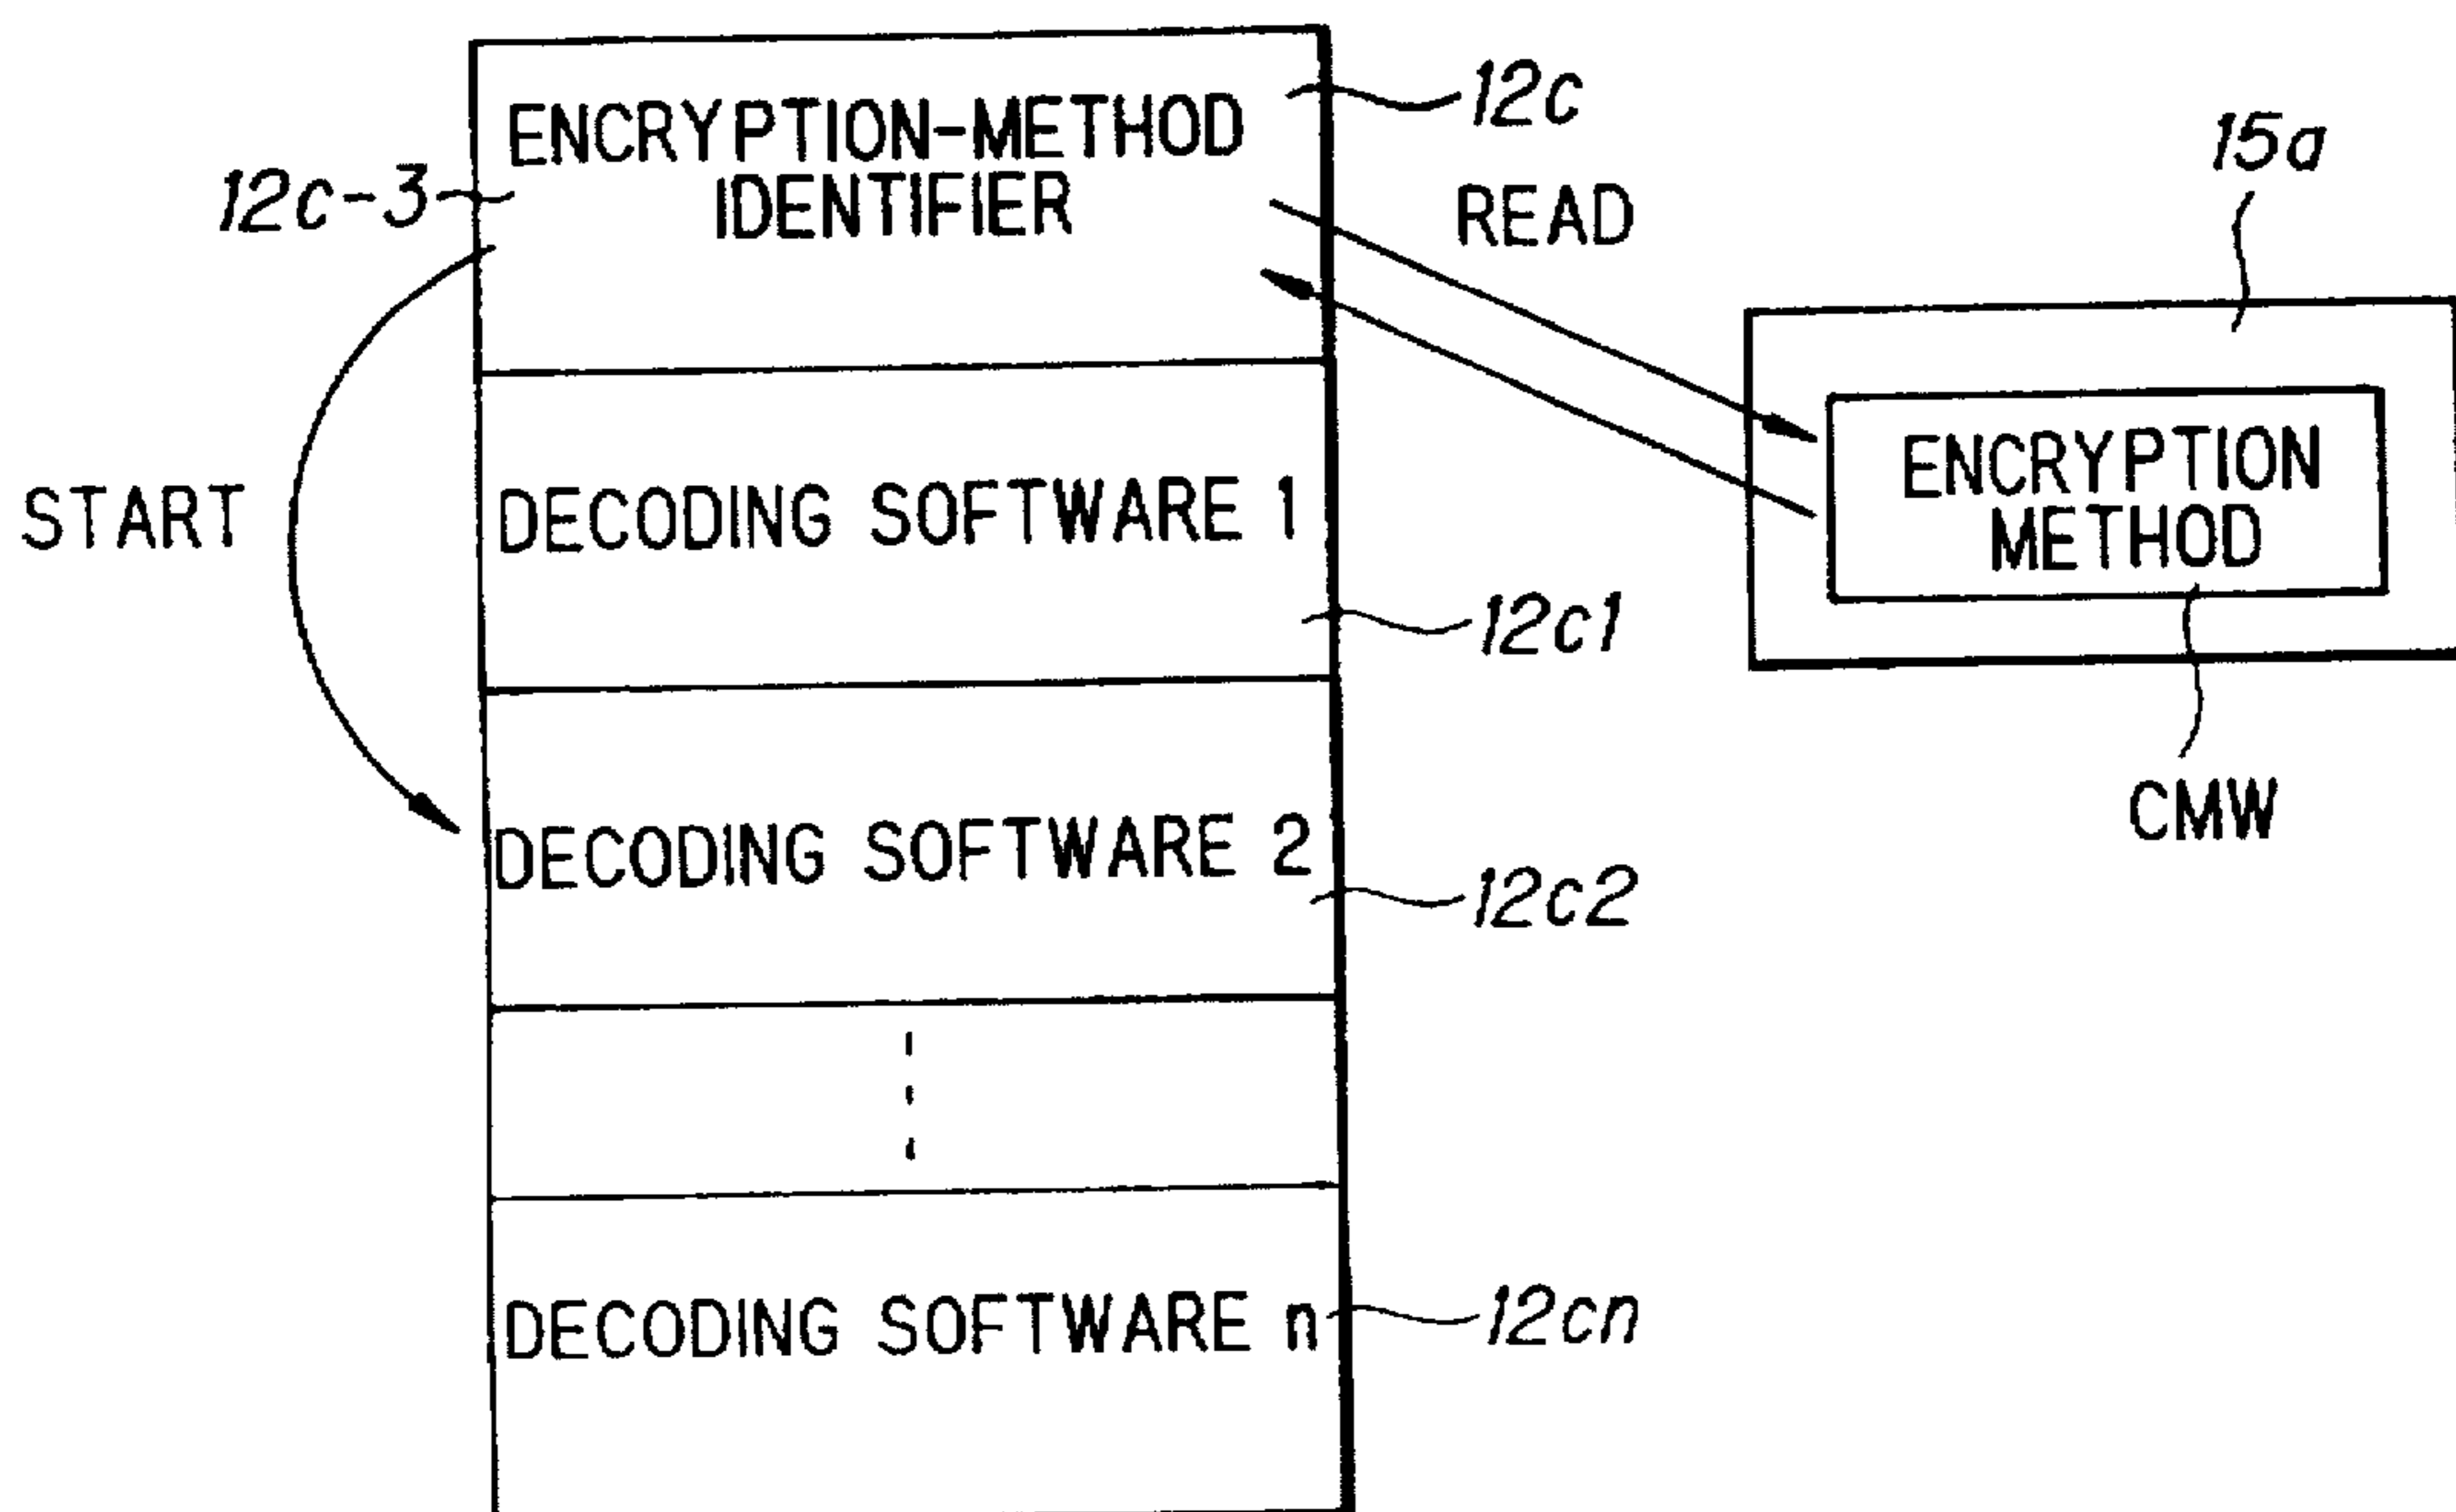 ENCRYPTION-METHOD
IDENTIFIER
12c
12c-3
READ
15a
START
DECODING SOFTWARE 1
12c1
ENCRYPTION
METHOD
CMW
DECODING SOFTWARE 2
12c2
DECODING SOFTWARE n
12cn